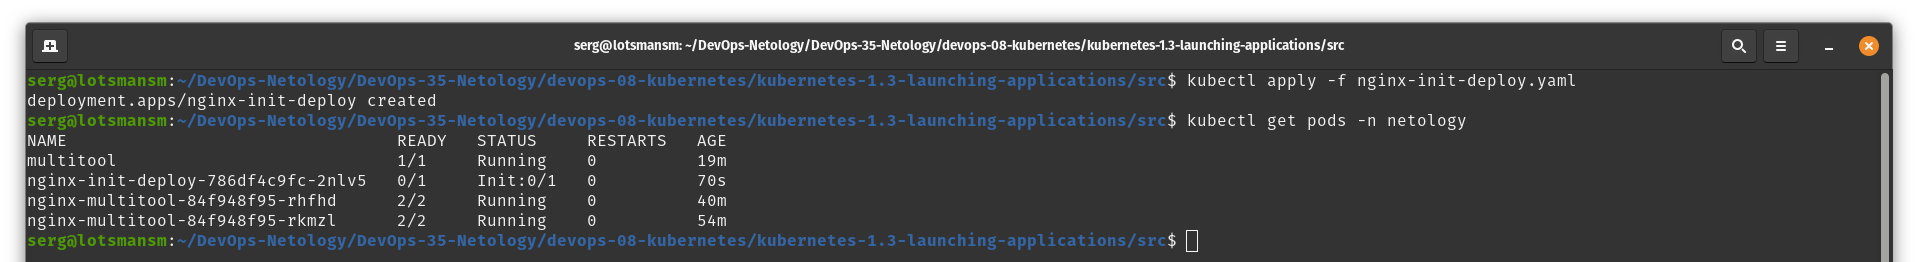 serg@lotsmansm: ~/DevOps-Netology/DevOps-35-Netology/devops-08-kubernetes/kubernetes-1.3-launching-applications/src
serg@lotsmansm:~/DevOps-Netology/DevOps-35-Netology/devops-08-kubernetes/kubernetes-1.3-launching-applications/src$ kubectl apply -f nginx-init-deploy.yaml
deployment.apps/nginx-init-deploy created
serg@lotsmansm:~/DevOps-Netology/DevOps-35-Netology/devops-08-kubernetes/kubernetes-1.3-launching-applications/src$ kubectl get pods -n netology
NAME                                 READY   STATUS     RESTARTS   AGE
multitool                            1/1     Running    0          19m
nginx-init-deploy-786df4c9fc-2nlv5   0/1     Init:0/1   0          70s
nginx-multitool-84f948f95-rhfhd      2/2     Running    0          40m
nginx-multitool-84f948f95-rkmzl      2/2     Running    0          54m
serg@lotsmansm:~/DevOps-Netology/DevOps-35-Netology/devops-08-kubernetes/kubernetes-1.3-launching-applications/src$